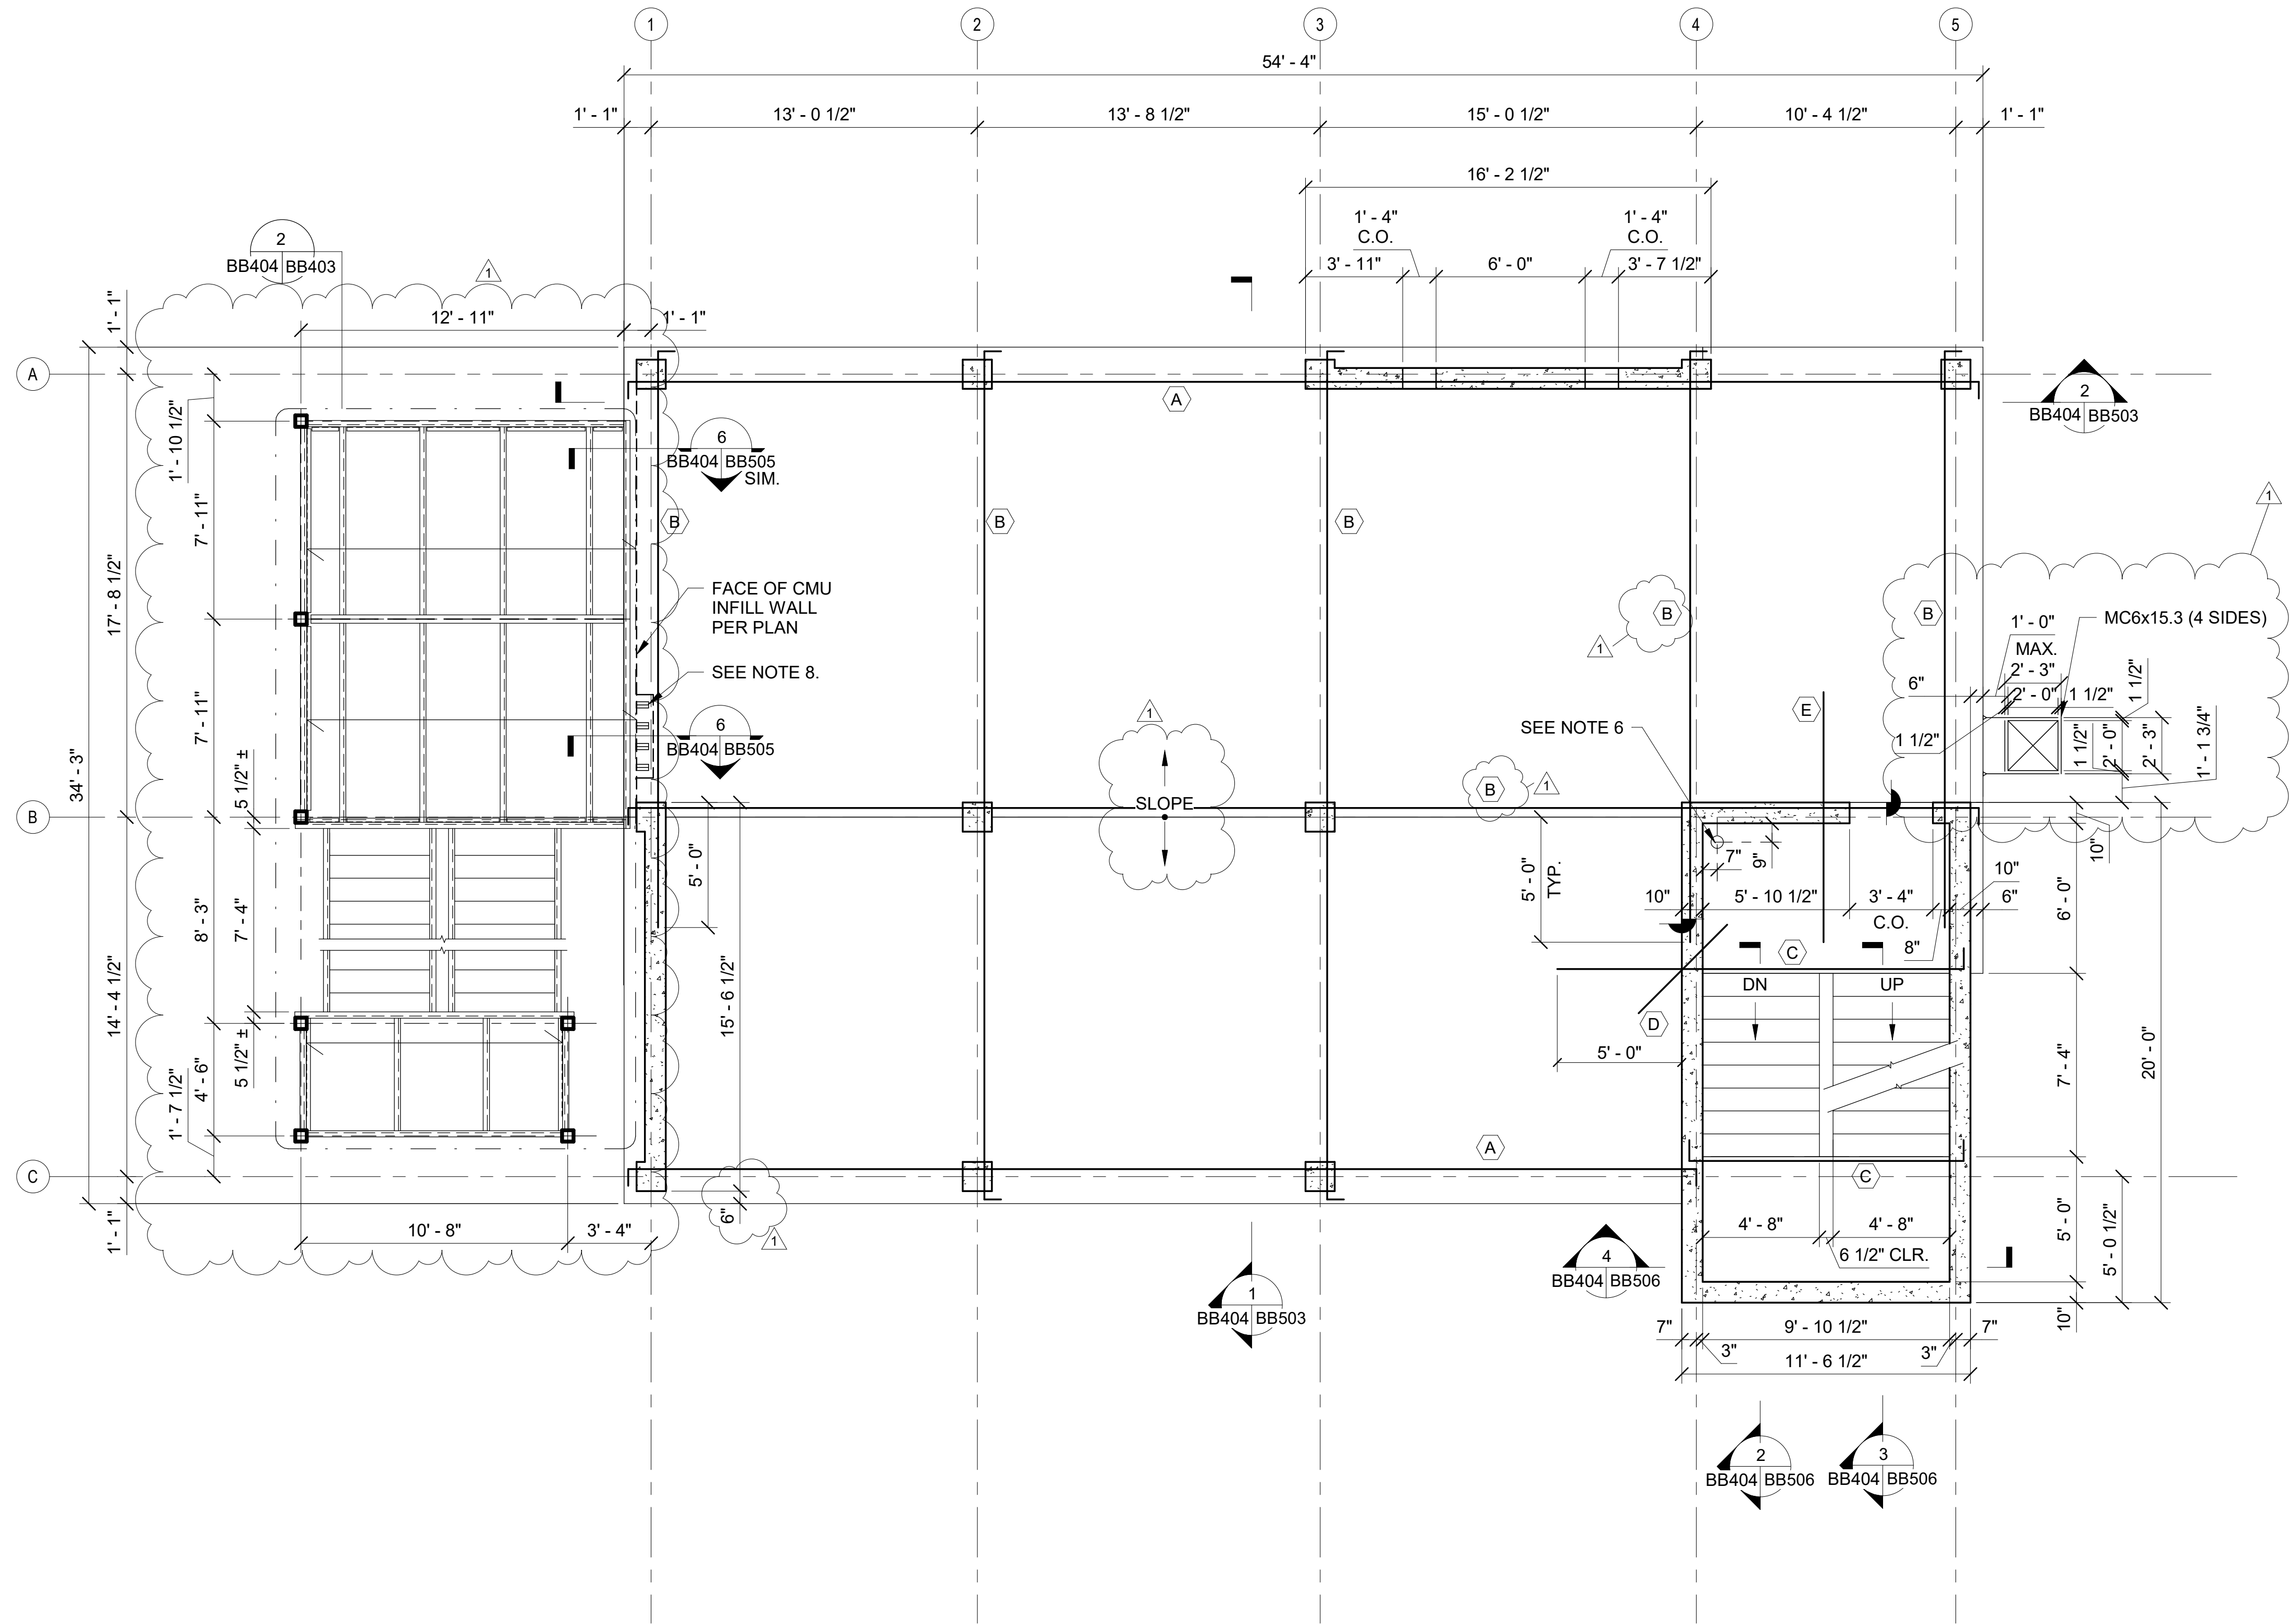 1
2
3
4
5
54' - 4"
1' - 1"
13' - 0 1/2"
13' - 8 1/2"
15' - 0 1/2"
10' - 4 1/2"
1' - 1"
16' - 2 1/2"
1' - 4"
C.O.
1' - 4"
C.O.
3' - 11"
6' - 0"
3' - 7 1/2"
2
BB404 BB403
1
12' - 11"
1' - 1"
1' - 1"
A
A
2
BB404 BB503
1' - 10 1/2"
6
BB404 BB505
SIM.
1
7' - 11"
B
B
B
17' - 8 1/2"
FACE OF CMU
INFILL WALL
PER PLAN
B
1
B
MC6x15.3 (4 SIDES)
1' - 0"
MAX.
2' - 3"
SEE NOTE 8.
6"
2' - 0"
1 1/2"
1 1/2"
1
E
6
BB404 BB505
SEE NOTE 6
7' - 11"
34' - 3"
1 1/2"
1 1/2"
2' - 0"
2' - 3"
1' - 1 3/4"
5 1/2" ±
B
SLOPE
B
1
5' - 0"
5' - 0"
TYP.
7"
9"
10"
10"
10"
5' - 10 1/2"
3' - 4"
C.O.
8"
6"
6' - 0"
8' - 3"
7' - 4"
14' - 4 1/2"
15' - 6 1/2"
C
DN
UP
D
5' - 0"
5 1/2" ±
4' - 6"
1' - 7 1/2"
7' - 4"
20' - 0"
A
C
C
6"
1
1' - 1"
10' - 8"
3' - 4"
4' - 8"
4' - 8"
6 1/2" CLR.
5' - 0"
5' - 0 1/2"
4
BB404 BB506
1
BB404 BB503
10"
7"
9' - 10 1/2"
7"
3"
3"
11' - 6 1/2"
2
BB404 BB506
3
BB404 BB506